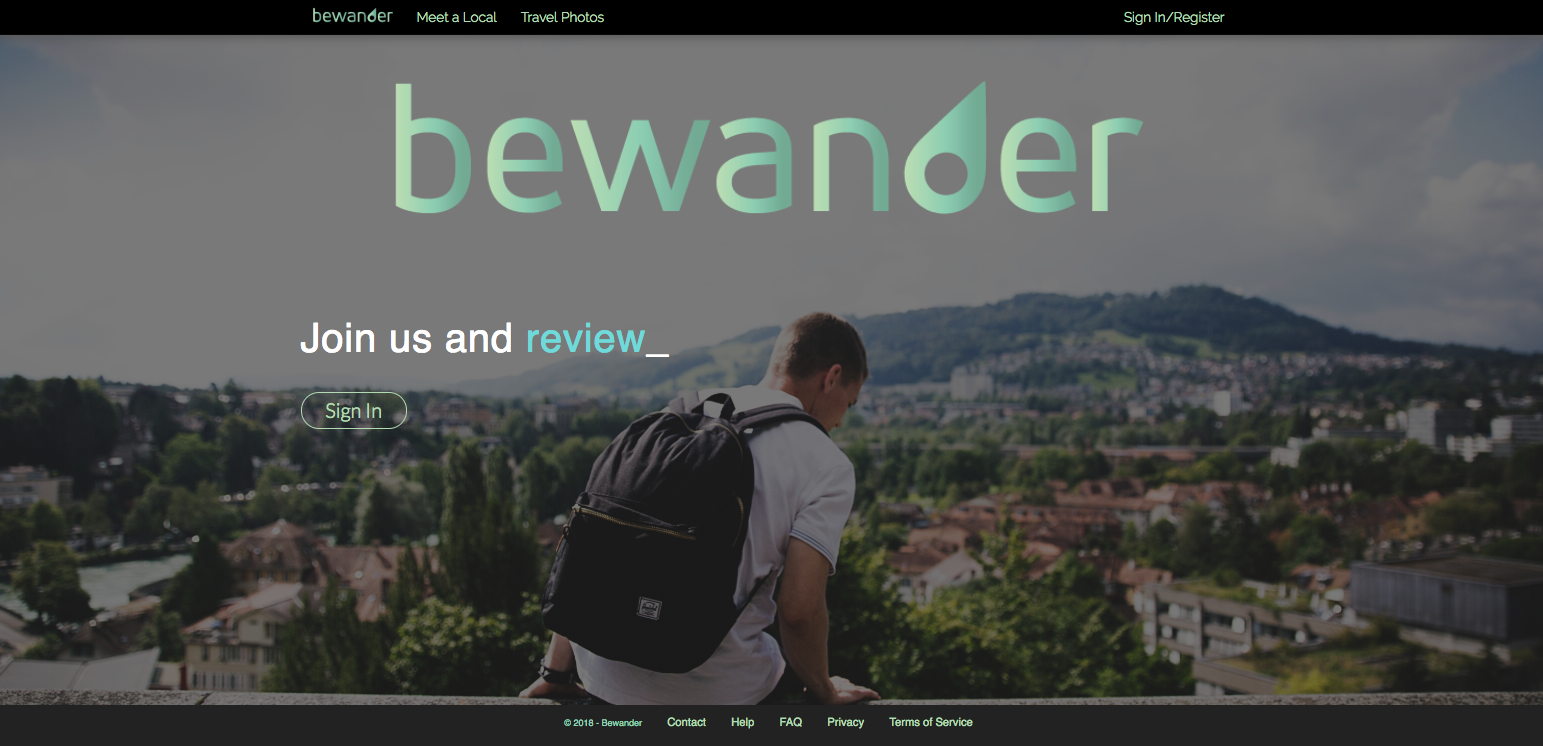 bewander Meet a Local Travel Photos Sign In/Register
bewander
Join us and review_
Sign In
© 2018 - Bewander Contact Help FAQ Privacy Terms of Service